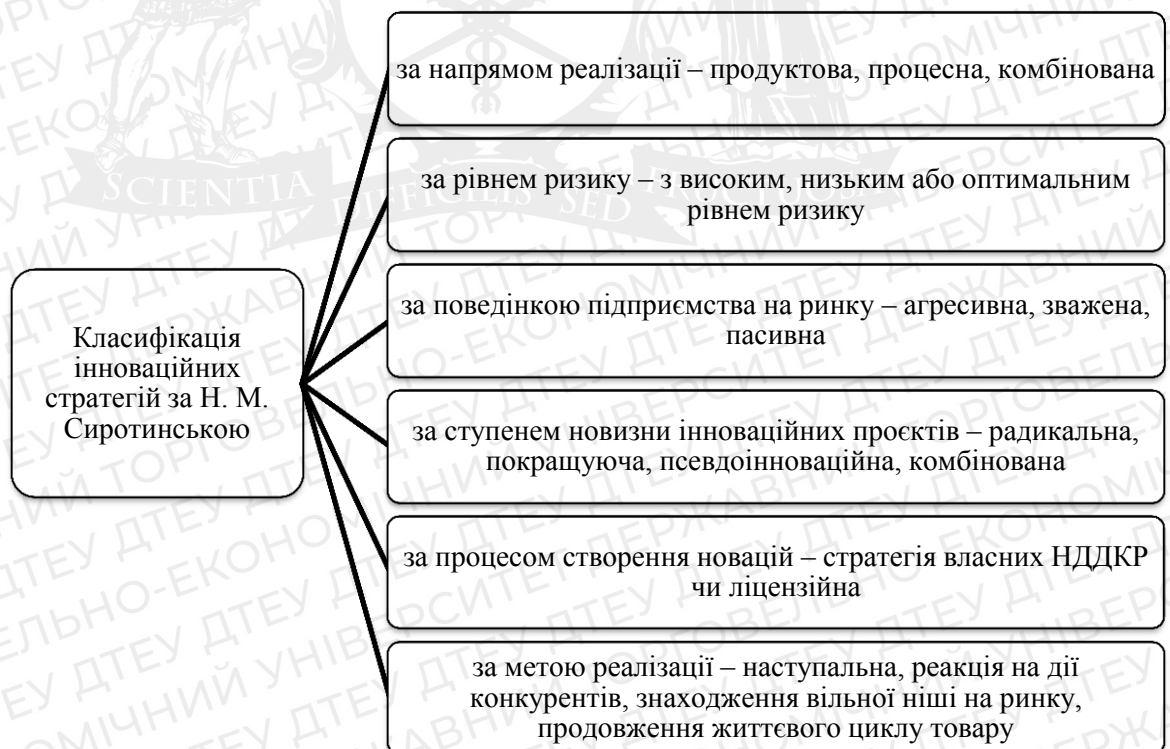 за напрямом реалізації – продуктова, процесна, комбінована
за рівнем ризику – з високим, низьким або оптимальним
рівнем ризику
за поведінкою підприємства на ринку – агресивна, зважена,
пасивна
Класифікація
інноваційних
стратегій за Н. М.
Сиротинською
за ступенем новизни інноваційних проєктів – радикальна,
покращуюча, псевдоінноваційна, комбінована
за процесом створення новацій – стратегія власних НДДКР
чи ліцензійна
за метою реалізації – наступальна, реакція на дії
конкурентів, знаходження вільної ніші на ринку,
продовження життєвого циклу товару
SCIENTIA DIFFICILIS SED